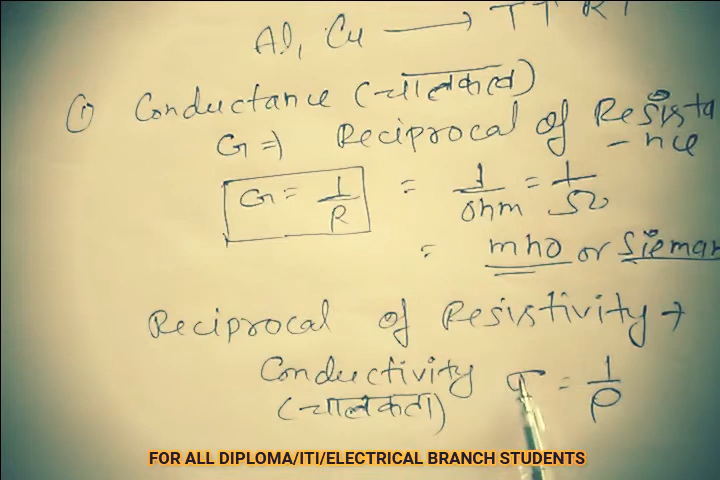 Al, Cu → T T R T
① Conductance (चालकत्व)
G ⇒ Reciprocal of Resista
-nce
G = 1/R = 1/ohm = 1/Ω
= mho or Sieman
Reciprocal of Resistivity →
Conductivity σ = 1/ρ
(चालकता)
FOR ALL DIPLOMA/ITI/ELECTRICAL BRANCH STUDENTS